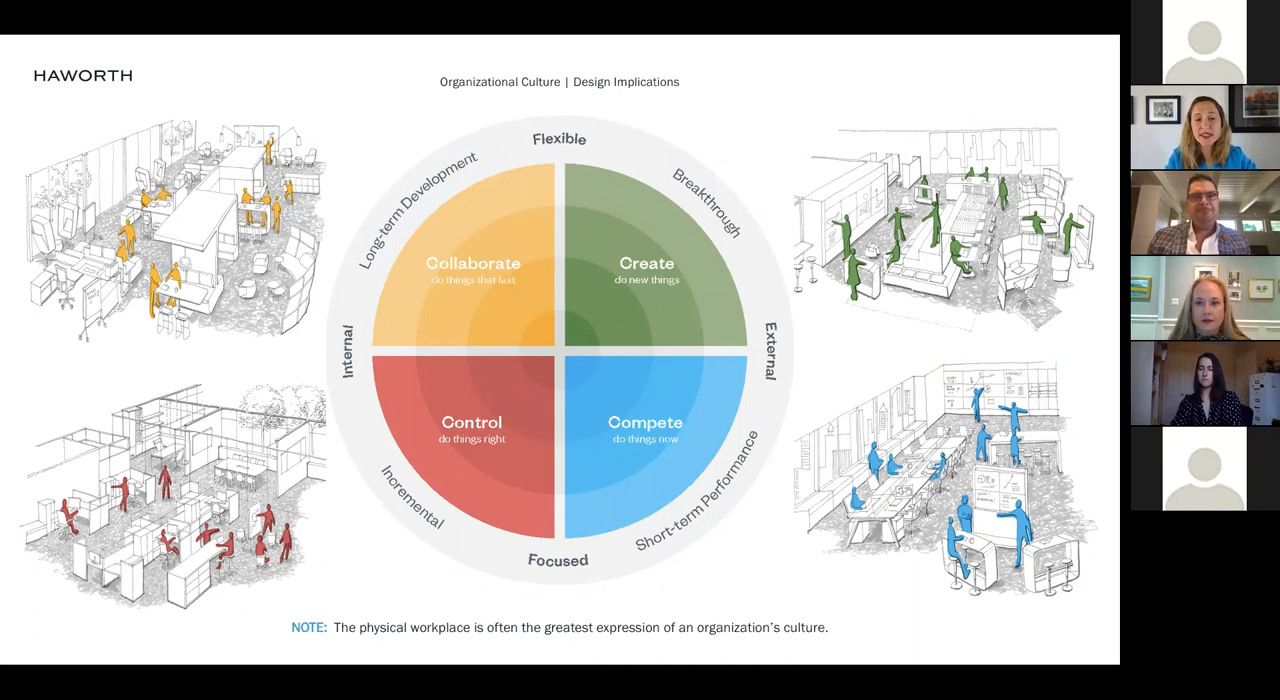 HAWORTH
Organizational Culture | Design Implications
Flexible
Long-term Development
Breakthrough
Collaborate
do things that last
Create
do new things
Internal
External
Control
do things right
Compete
do things now
Incremental
Short-term Performance
Focused
NOTE: The physical workplace is often the greatest expression of an organization's culture.